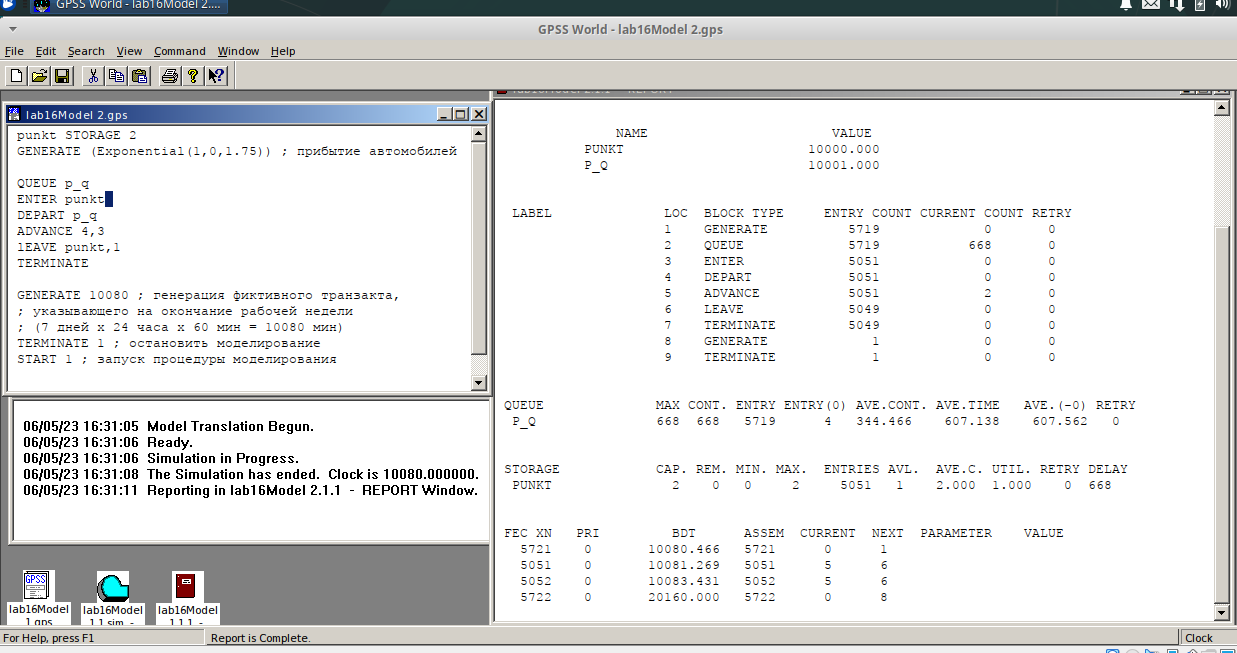 GPSS World - lab16Model 2....
GPSS World - lab16Model 2.gps
File Edit Search View Command Window Help
lab16Model 2.gps
punkt STORAGE 2
GENERATE (Exponential(1,0,1.75)) ; прибытие автомобилей
QUEUE p_q
ENTER punkt
DEPART p_q
ADVANCE 4,3
lEAVE punkt,1
TERMINATE
GENERATE 10080 ; генерация фиктивного транзакта,
; указывающего на окончание рабочей недели
; (7 дней x 24 часа x 60 мин = 10080 мин)
TERMINATE 1 ; остановить моделирование
START 1 ; запуск процедуры моделирования
06/05/23 16:31:05 Model Translation Begun.
06/05/23 16:31:06 Ready.
06/05/23 16:31:06 Simulation in Progress.
06/05/23 16:31:08 The Simulation has ended. Clock is 10080.000000.
06/05/23 16:31:11 Reporting in lab16Model 2.1.1 - REPORT Window.
NAME VALUE
PUNKT 10000.000
P_Q 10001.000
LABEL LOC BLOCK TYPE ENTRY COUNT CURRENT COUNT RETRY
1 GENERATE 5719 0 0
2 QUEUE 5719 668 0
3 ENTER 5051 0 0
4 DEPART 5051 0 0
5 ADVANCE 5051 2 0
6 LEAVE 5049 0 0
7 TERMINATE 5049 0 0
8 GENERATE 1 0 0
9 TERMINATE 1 0 0
QUEUE MAX CONT. ENTRY ENTRY(0) AVE.CONT. AVE.TIME AVE.(-0) RETRY
P_Q 668 668 5719 4 344.466 607.138 607.562 0
STORAGE CAP. REM. MIN. MAX. ENTRIES AVL. AVE.C. UTIL. RETRY DELAY
PUNKT 2 0 0 2 5051 1 2.000 1.000 0 668
FEC XN PRI BDT ASSEM CURRENT NEXT PARAMETER VALUE
5721 0 10080.466 5721 0 1
5051 0 10081.269 5051 5 6
5052 0 10083.431 5052 5 6
5722 0 20160.000 5722 0 8
GPSS
lab16Model
1.gps
lab16Model
1.1.sim -
lab16Model
1.1.1 -
For Help, press F1
Report is Complete.
Clock